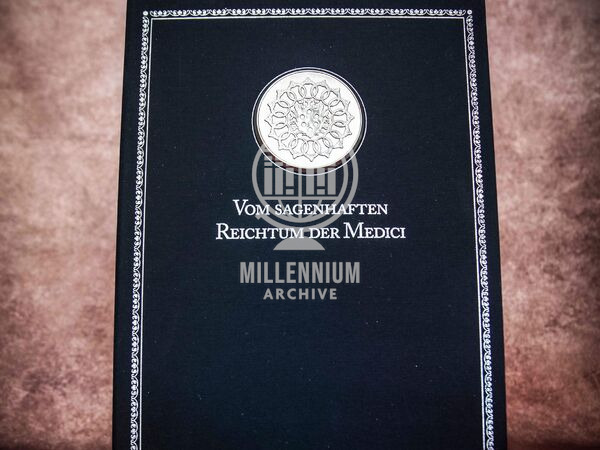 Vom sagenhaften
Reichtum der Medici
MILLENNIUM
ARCHIVE